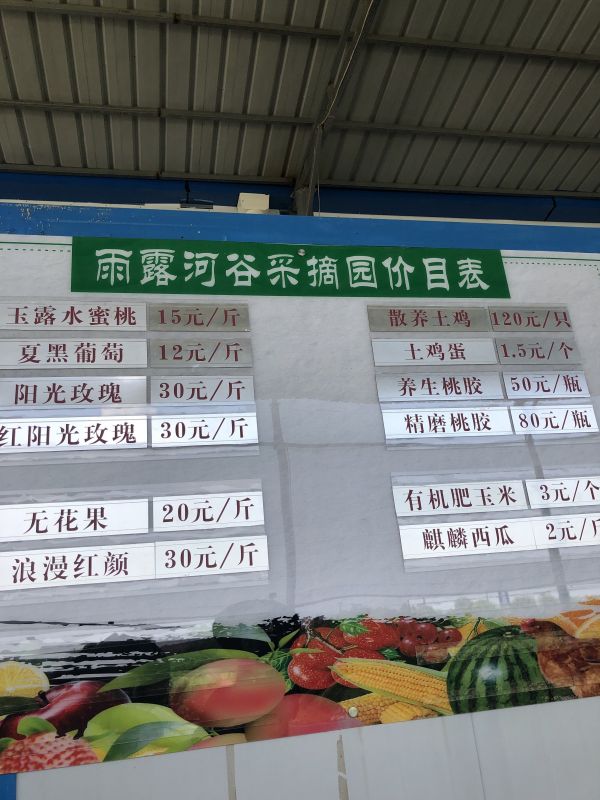 雨露河谷采摘园价目表
玉露水蜜桃 15元/斤
夏黑葡萄 12元/斤
阳光玫瑰 30元/斤
红阳光玫瑰 30元/斤
无花果 20元/斤
浪漫红颜 30元/斤
散养土鸡 120元/只
土鸡蛋 1.5元/个
养生桃胶 50元/瓶
精磨桃胶 80元/瓶
有机肥玉米 3元/个
麒麟西瓜 2元/斤